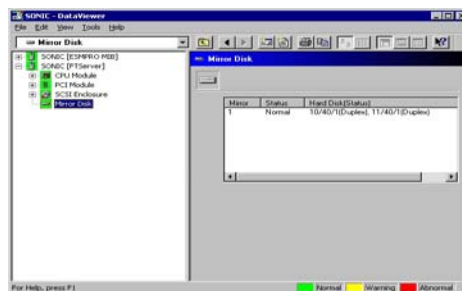 SONIC - DataViewer
File Edit View Tools Help
Mirror Disk
SONIC [ESMPRO MIB]
SONIC [FTServer]
CPU Module
PCI Module
SCSI Enclosure
Mirror Disk
Mirror Disk
Mirror Status Hard Disk(Status)
1 Normal 10/40/1(Duplex), 11/40/1(Duplex)
For Help, press F1
Normal Warning Abnormal